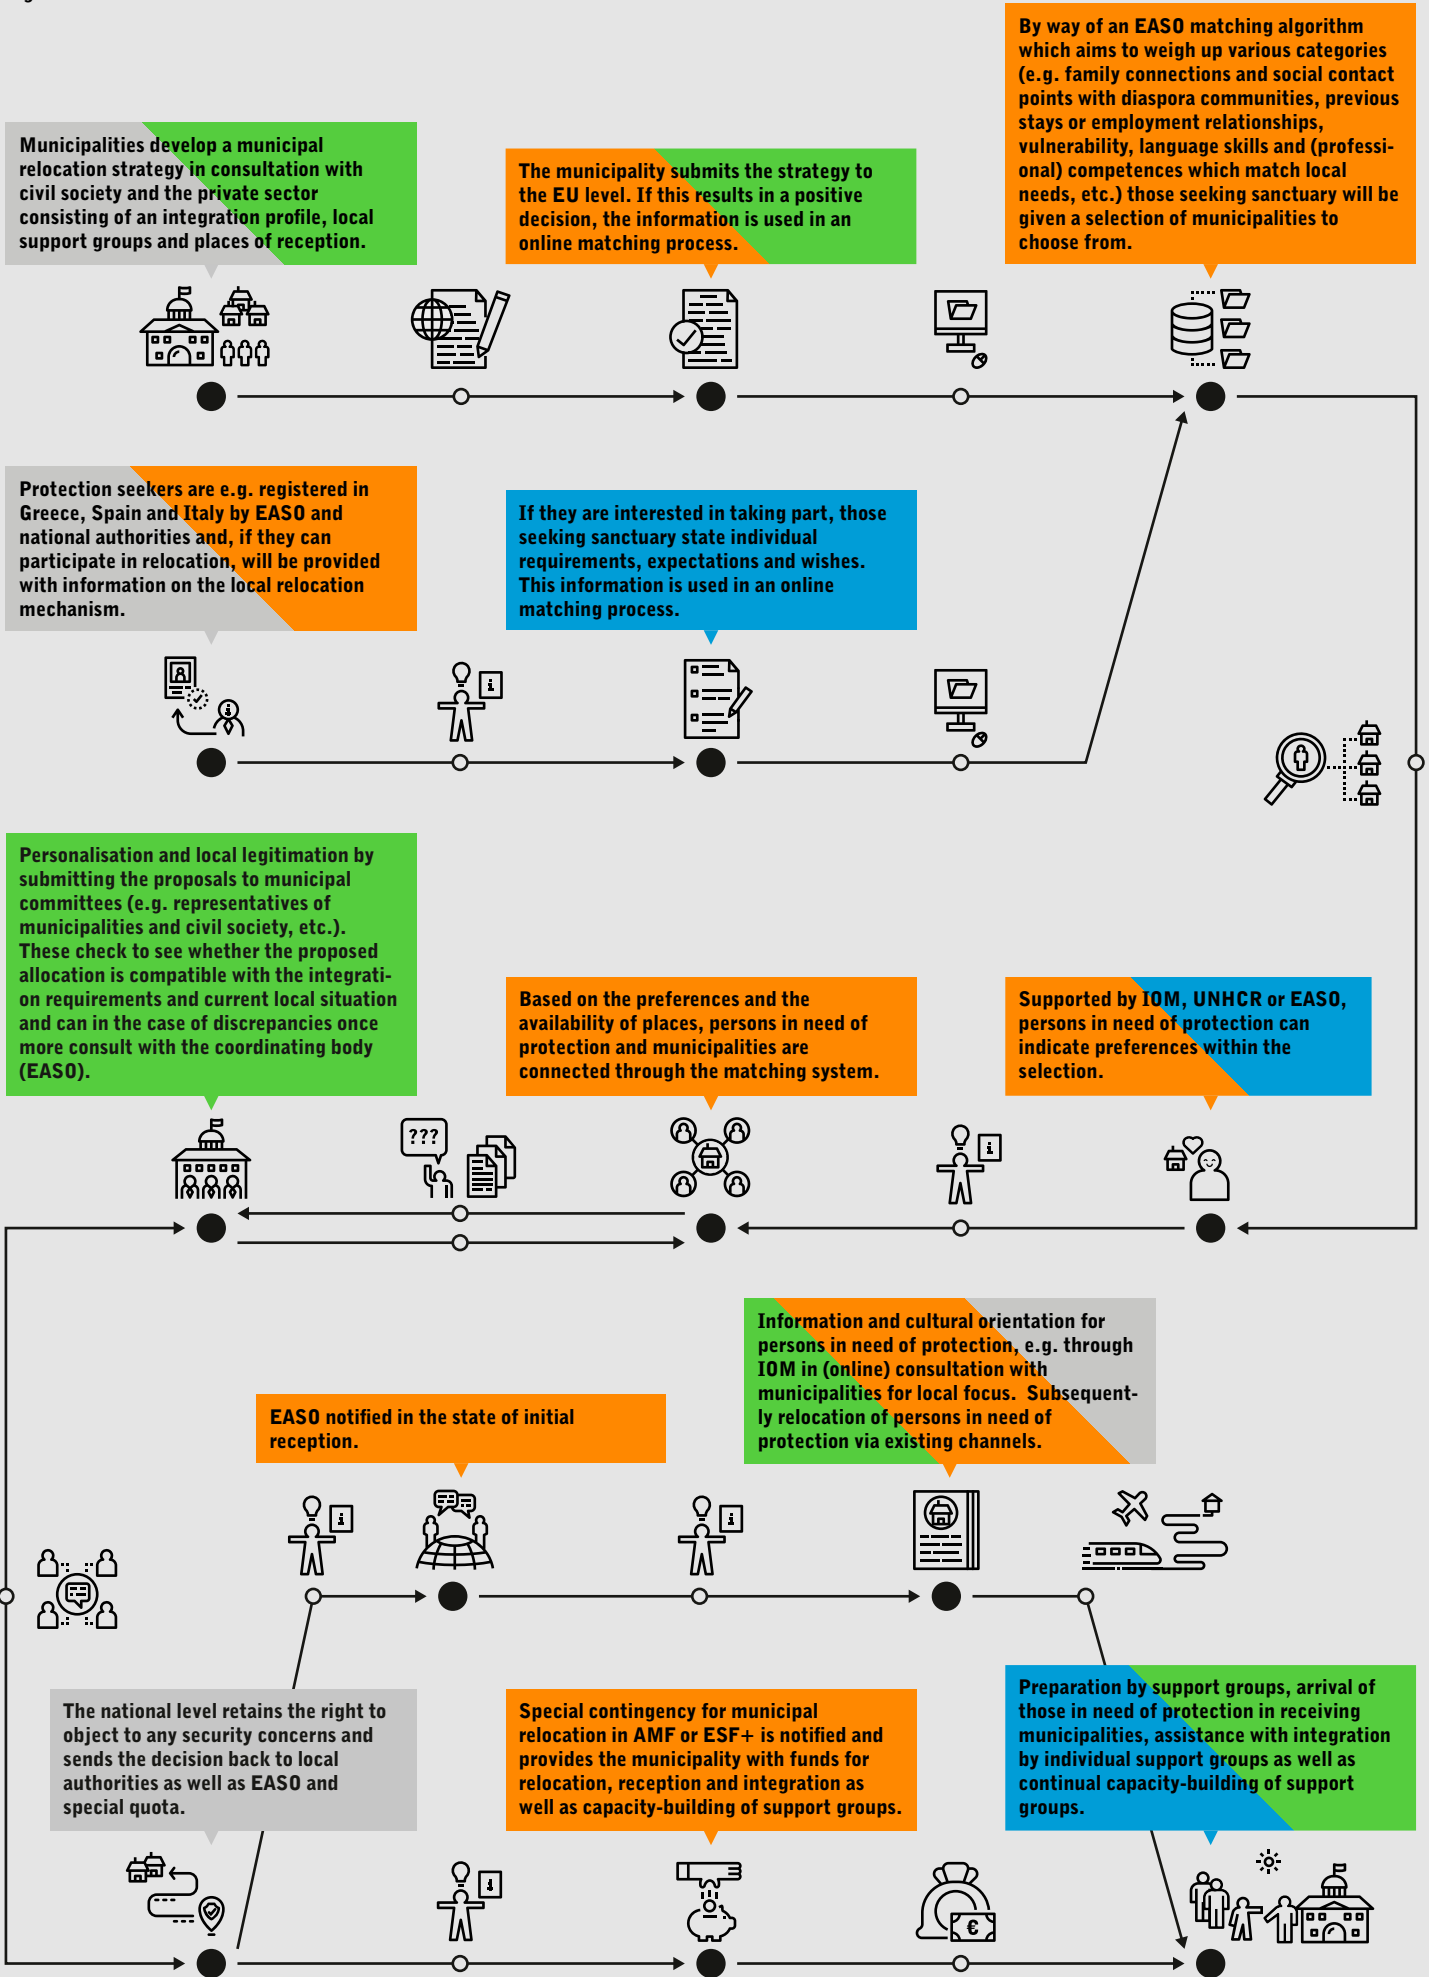 Municipalities develop a municipal
relocation strategy in consultation with
civil society and the private sector
consisting of an integration profile, local
support groups and places of reception.
The municipality submits the strategy to
the EU level. If this results in a positive
decision, the information is used in an
online matching process.
By way of an EASO matching algorithm
which aims to weigh up various categories
(e.g. family connections and social contact
points with diaspora communities, previous
stays or employment relationships,
vulnerability, language skills and (professi-
onal) competences which match local
needs, etc.) those seeking sanctuary will be
given a selection of municipalities to
choose from.
Protection seekers are e.g. registered in
Greece, Spain and Italy by EASO and
national authorities and, if they can
participate in relocation, will be provided
with information on the local relocation
mechanism.
If they are interested in taking part, those
seeking sanctuary state individual
requirements, expectations and wishes.
This information is used in an online
matching process.
i
i
Personalisation and local legitimation by
submitting the proposals to municipal
committees (e.g. representatives of
municipalities and civil society, etc.).
These check to see whether the proposed
allocation is compatible with the integrati-
on requirements and current local situation
and can in the case of discrepancies once
more consult with the coordinating body
(EASO).
Based on the preferences and the
availability of places, persons in need of
protection and municipalities are
connected through the matching system.
Supported by IOM, UNHCR or EASO,
persons in need of protection can
indicate preferences within the
selection.
???
i
Information and cultural orientation for
persons in need of protection, e.g. through
IOM in (online) consultation with
municipalities for local focus. Subsequent-
ly relocation of persons in need of
protection via existing channels.
EASO notified in the state of initial
reception.
i
i
The national level retains the right to
object to any security concerns and
sends the decision back to local
authorities as well as EASO and
special quota.
Special contingency for municipal
relocation in AMF or ESF+ is notified and
provides the municipality with funds for
relocation, reception and integration as
well as capacity-building of support groups.
Preparation by support groups, arrival of
those in need of protection in receiving
municipalities, assistance with integration
by individual support groups as well as
continual capacity-building of support
groups.
i
€